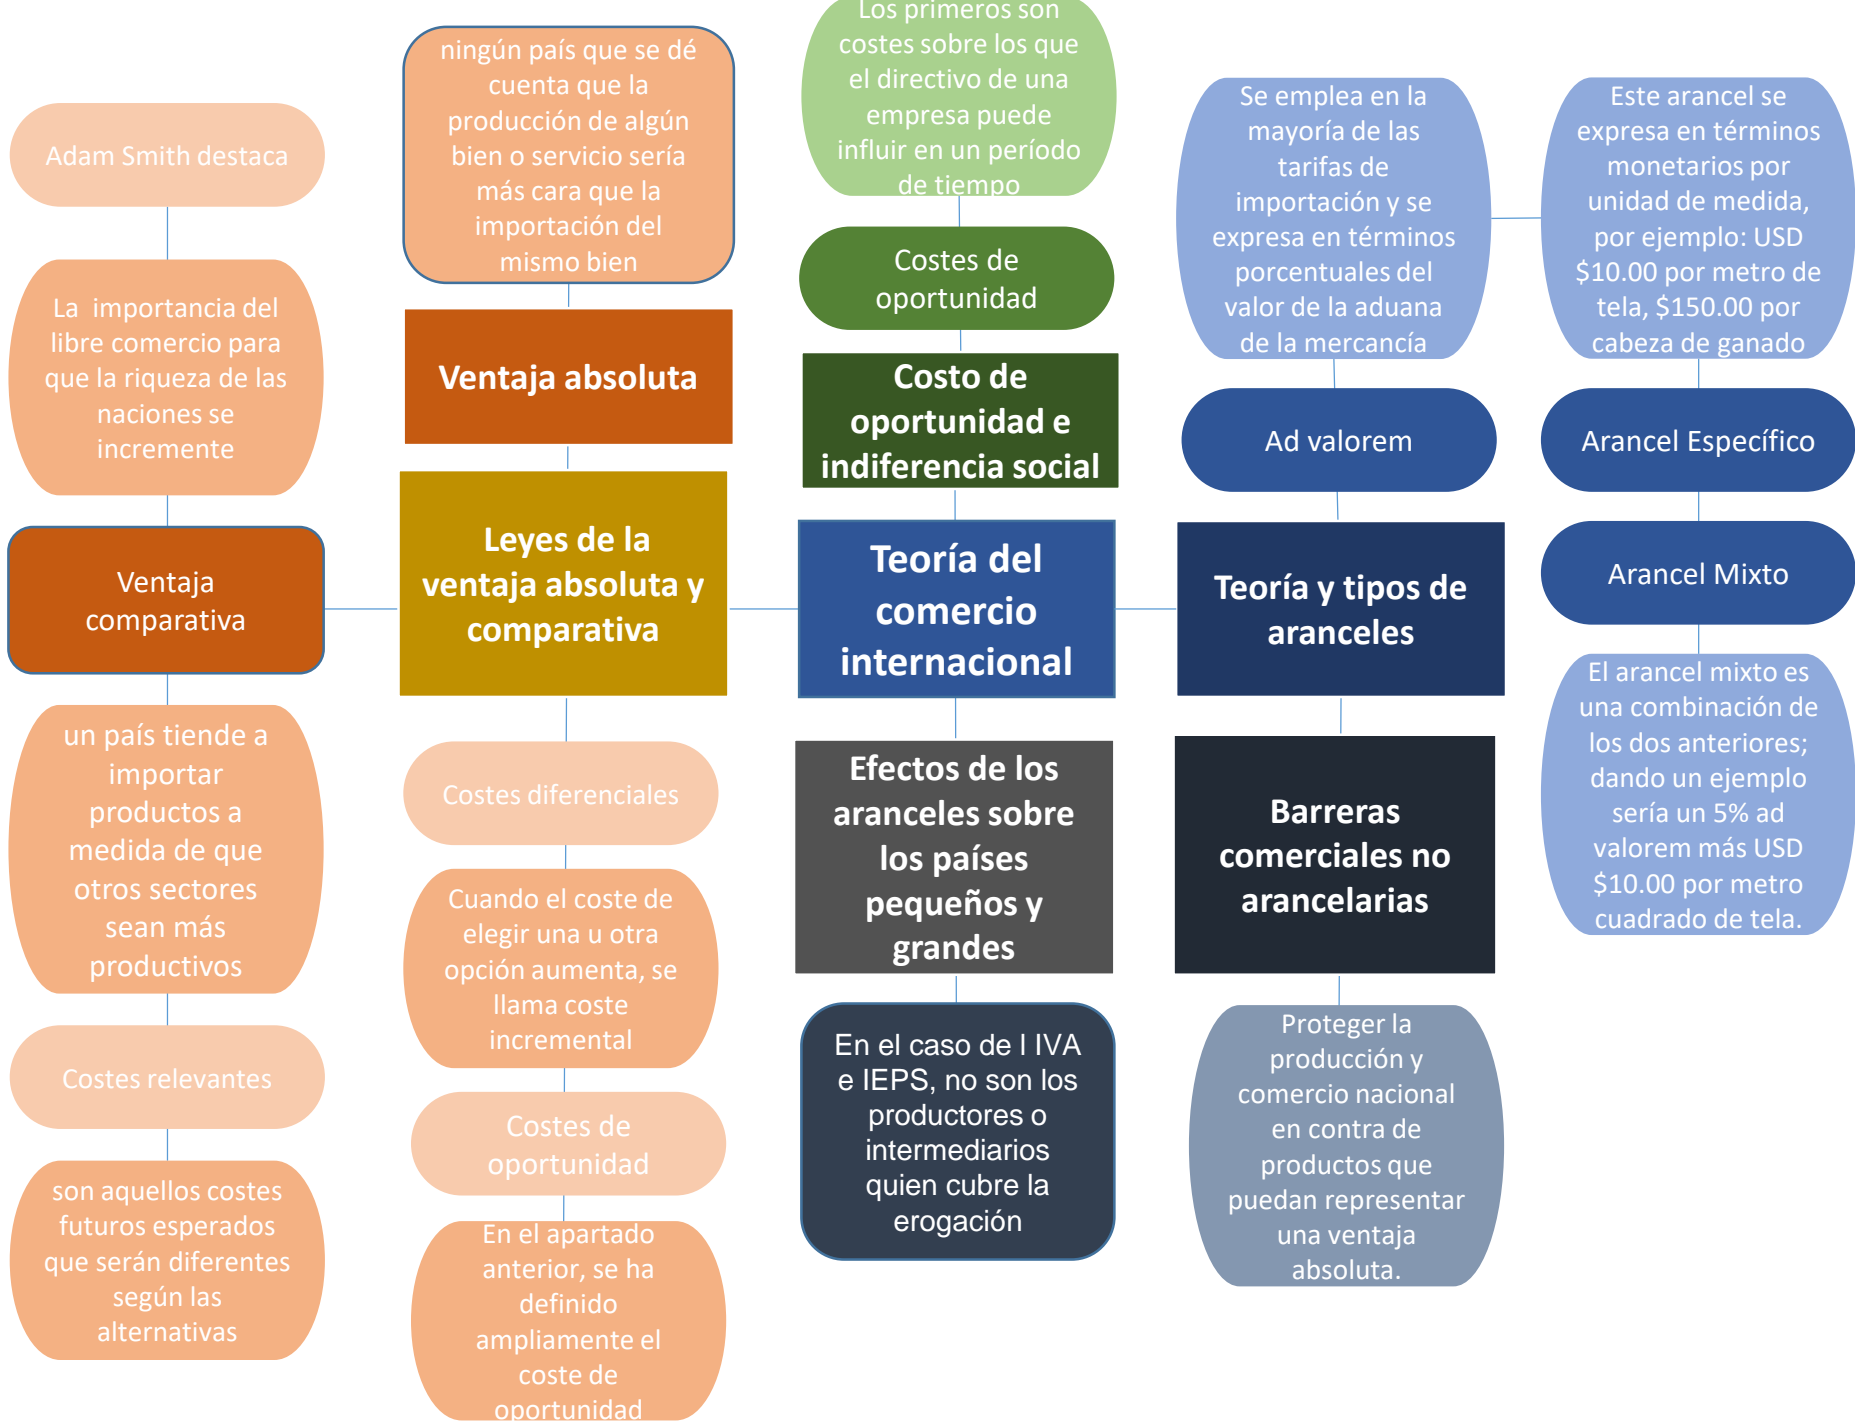 Adam Smith destaca
La  importancia del
libre comercio para
que la riqueza de las
naciones se
incremente
Ventaja
comparativa
un país tiende a
importar
productos a
medida de que
otros sectores
sean más
productivos
Costes relevantes
son aquellos costes
futuros esperados
que serán diferentes
según las
alternativas
ningún país que se dé
cuenta que la
producción de algún
bien o servicio sería
más cara que la
importación del
mismo bien
Ventaja absoluta
Leyes de la
ventaja absoluta y
comparativa
Costes diferenciales
Cuando el coste de
elegir una u otra
opción aumenta, se
llama coste
incremental
Costes de
oportunidad
En el apartado
anterior, se ha
definido
ampliamente el
coste de
oportunidad
Los primeros son
costes sobre los que
el directivo de una
empresa puede
influir en un período
de tiempo
Costes de
oportunidad
Costo de
oportunidad e
indiferencia social
Teoría del
comercio
internacional
Efectos de los
aranceles sobre
los países
pequeños y
grandes
En el caso de l IVA
e IEPS, no son los
productores o
intermediarios
quien cubre la
erogación
Se emplea en la
mayoría de las
tarifas de
importación y se
expresa en términos
porcentuales del
valor de la aduana
de la mercancía
Ad valorem
Teoría y tipos de
aranceles
Barreras
comerciales no
arancelarias
Proteger la
producción y
comercio nacional
en contra de
productos que
puedan representar
una ventaja
absoluta.
Este arancel se
expresa en términos
monetarios por
unidad de medida,
por ejemplo: USD
$10.00 por metro de
tela, $150.00 por
cabeza de ganado
Arancel Específico
Arancel Mixto
El arancel mixto es
una combinación de
los dos anteriores;
dando un ejemplo
sería un 5% ad
valorem más USD
$10.00 por metro
cuadrado de tela.